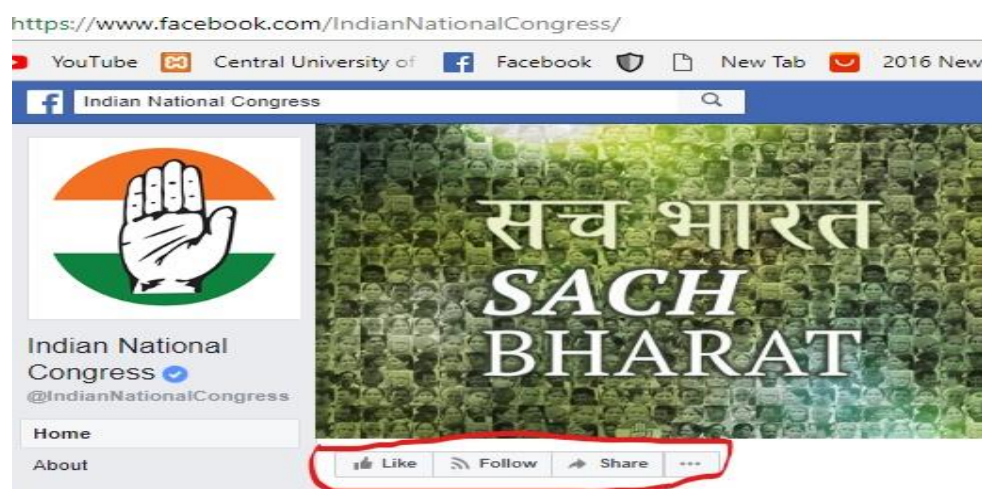 https://www.facebook.com/IndianNationalCongress/
YouTube Central University of Facebook New Tab 2016 New
Indian National Congress
सच भारत
SACH
BHARAT
Indian National
Congress
@IndianNationalCongress
Home
About
Like Follow Share ...